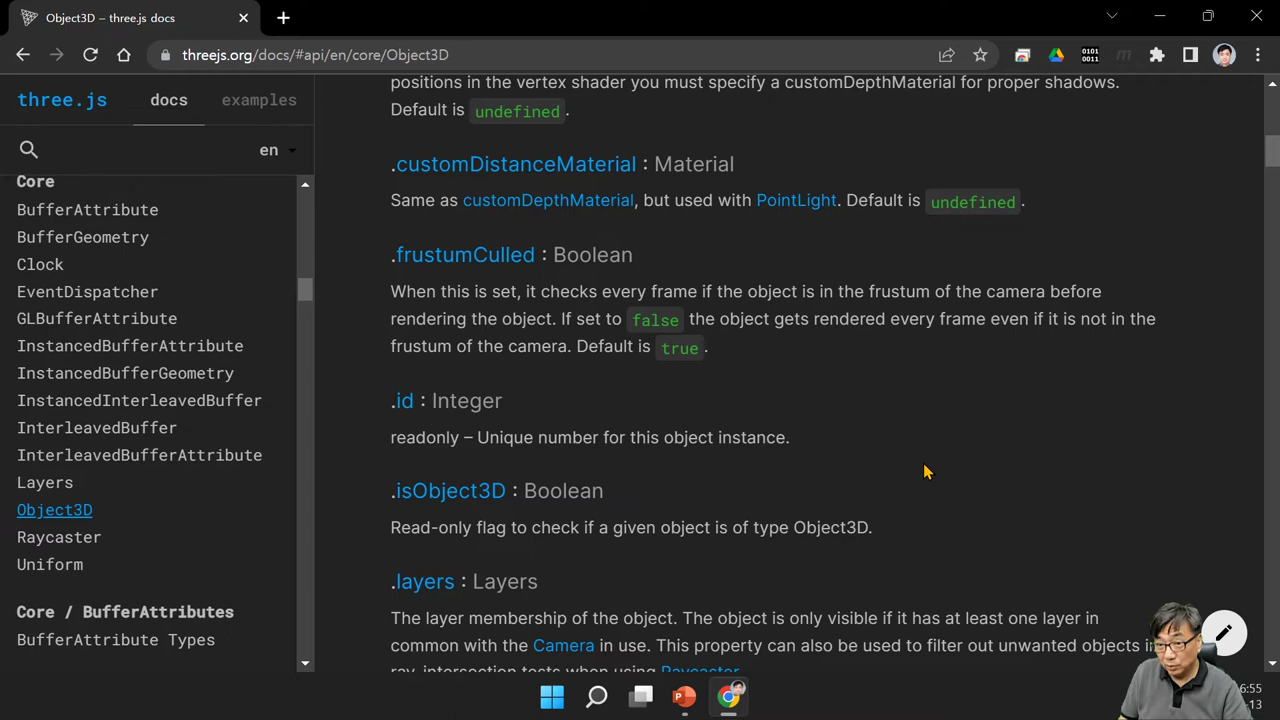 Object3D – three.js docs
threejs.org/docs/#api/en/core/Object3D
0101
0011
three.js
docs
examples
en
Core
BufferAttribute
BufferGeometry
Clock
EventDispatcher
GLBufferAttribute
InstancedBufferAttribute
InstancedBufferGeometry
InstancedInterleavedBuffer
InterleavedBuffer
InterleavedBufferAttribute
Layers
Object3D
Raycaster
Uniform
Core / BufferAttributes
BufferAttribute Types
positions in the vertex shader you must specify a customDepthMaterial for proper shadows.
Default is undefined .
.customDistanceMaterial : Material
Same as customDepthMaterial, but used with PointLight. Default is undefined .
.frustumCulled : Boolean
When this is set, it checks every frame if the object is in the frustum of the camera before
rendering the object. If set to false the object gets rendered every frame even if it is not in the
frustum of the camera. Default is true .
.id : Integer
readonly – Unique number for this object instance.
.isObject3D : Boolean
Read-only flag to check if a given object is of type Object3D.
.layers : Layers
The layer membership of the object. The object is only visible if it has at least one layer in
common with the Camera in use. This property can also be used to filter out unwanted objects in
ray-intersection tests when using Raycaster.
6:55
13